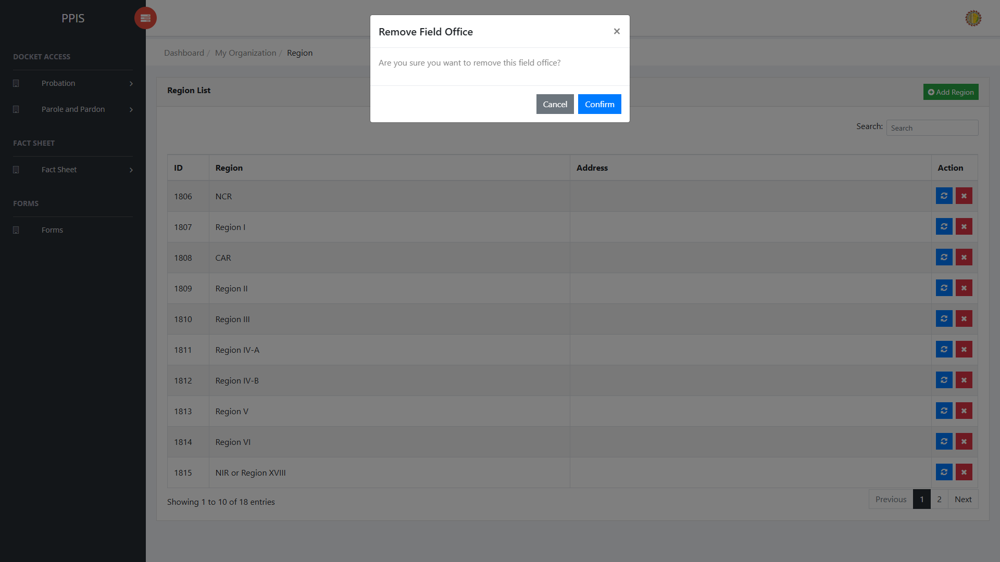 PPIS
DOCKET ACCESS
Probation
Parole and Pardon
FACT SHEET
Fact Sheet
FORMS
Forms
Remove Field Office ×
Are you sure you want to remove this field office?
Cancel Confirm
Dashboard / My Organization / Region
Region List
Add Region
Search: Search
ID Region Address Action
1806 NCR
1807 Region I
1808 CAR
1809 Region II
1810 Region III
1811 Region IV-A
1812 Region IV-B
1813 Region V
1814 Region VI
1815 NIR or Region XVIII
Showing 1 to 10 of 18 entries
Previous 1 2 Next